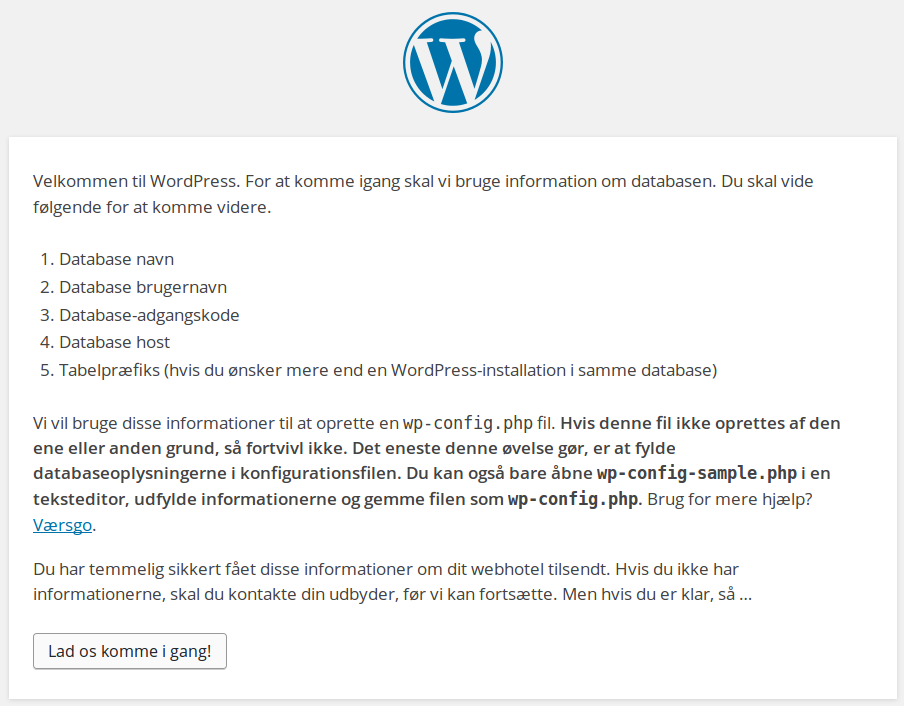 Velkommen til WordPress. For at komme igang skal vi bruge information om databasen. Du skal vide
følgende for at komme videre.
1. Database navn
2. Database brugernavn
3. Database-adgangskode
4. Database host
5. Tabelpræfiks (hvis du ønsker mere end en WordPress-installation i samme database)
Vi vil bruge disse informationer til at oprette en wp-config.php fil. Hvis denne fil ikke oprettes af den
ene eller anden grund, så fortvivl ikke. Det eneste denne øvelse gør, er at fylde
databaseoplysningerne i konfigurationsfilen. Du kan også bare åbne wp-config-sample.php i en
teksteditor, udfylde informationerne og gemme filen som wp-config.php. Brug for mere hjælp?
Værsgo.
Du har temmelig sikkert fået disse informationer om dit webhotel tilsendt. Hvis du ikke har
informationerne, skal du kontakte din udbyder, før vi kan fortsætte. Men hvis du er klar, så ...
Lad os komme i gang!